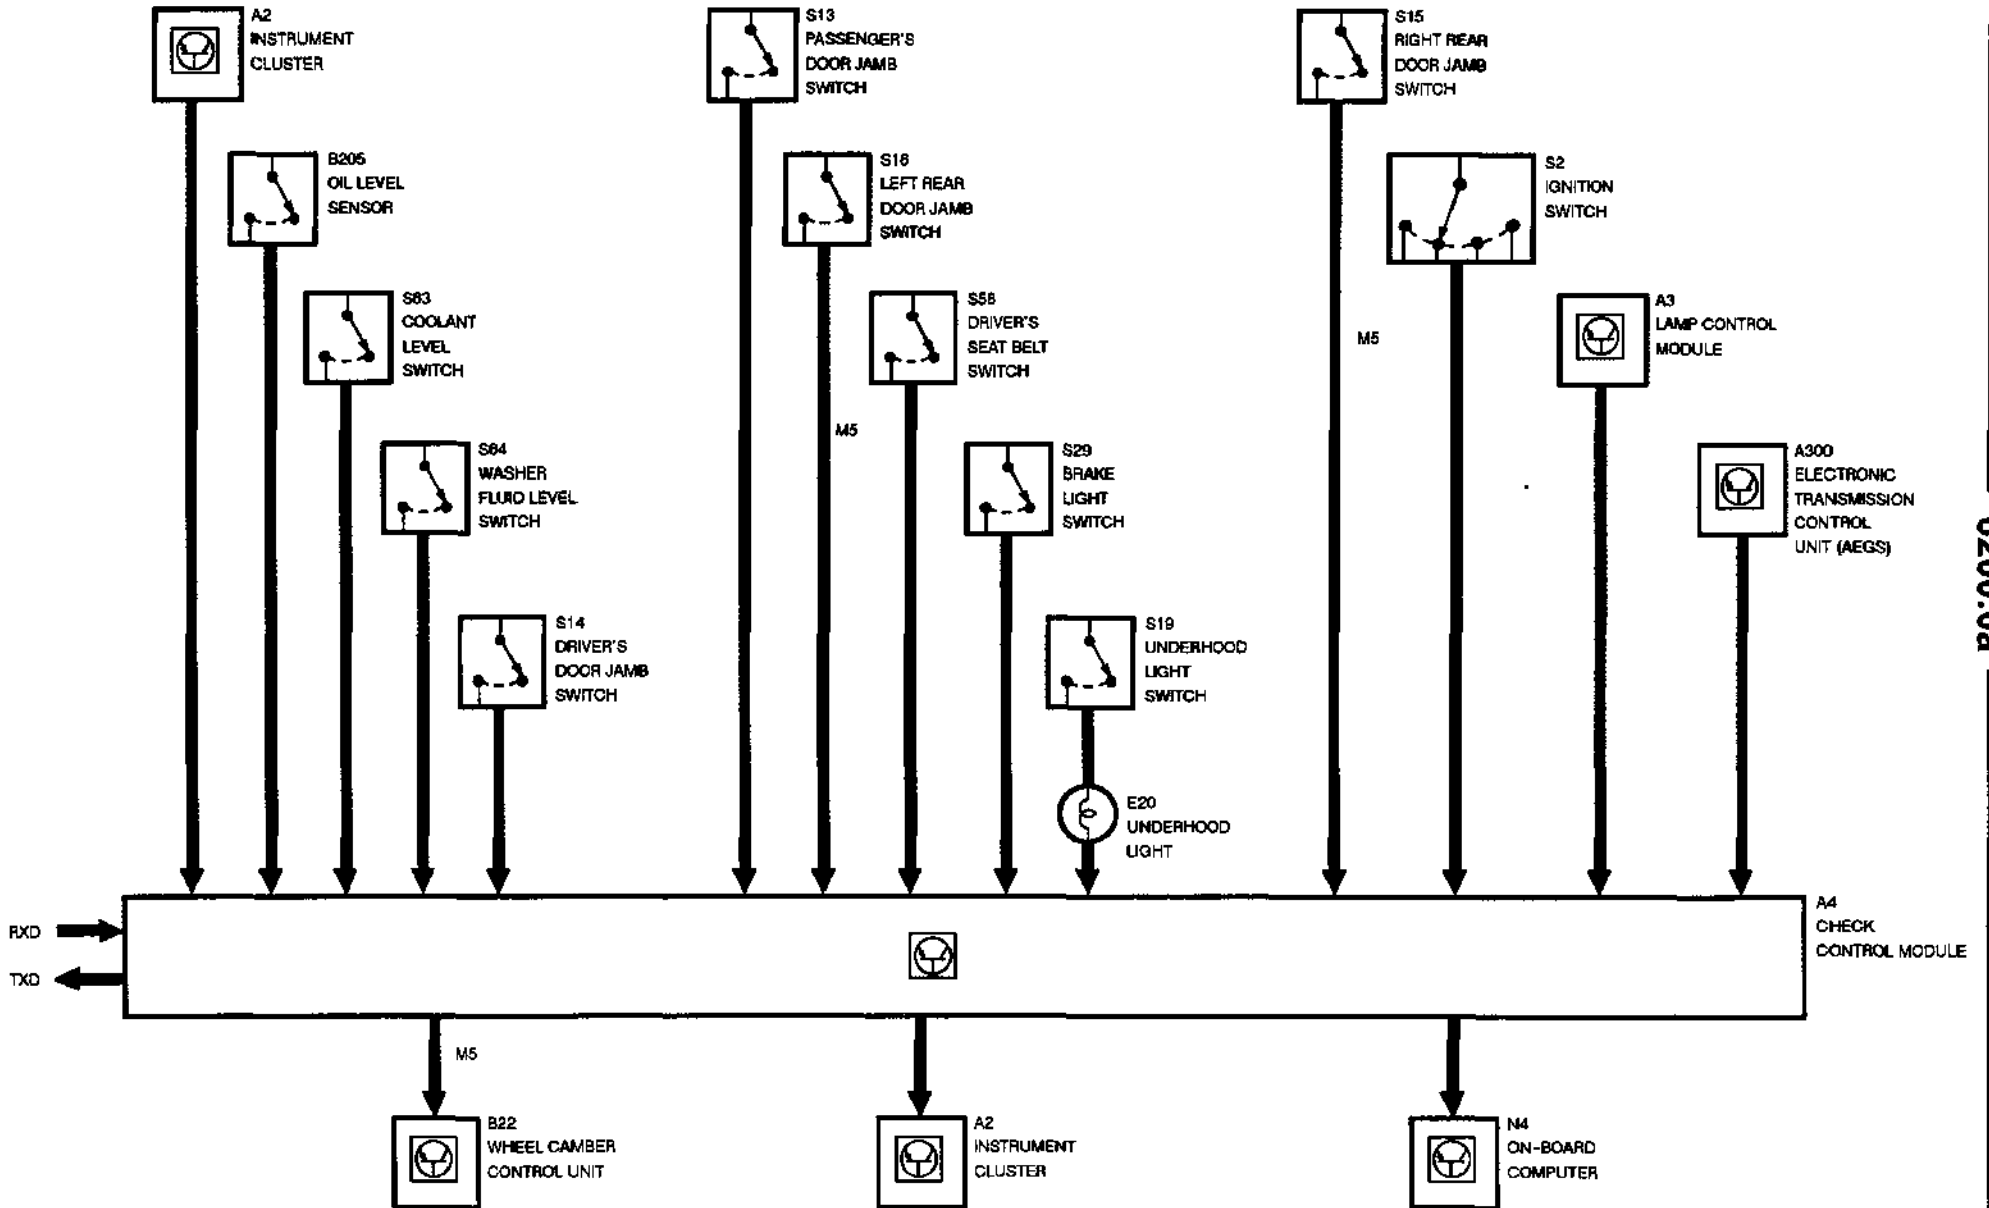 A2
INSTRUMENT
CLUSTER
S13
PASSENGER'S
DOOR JAMB
SWITCH
S15
RIGHT REAR
DOOR JAMB
SWITCH
B205
OIL LEVEL
SENSOR
S16
LEFT REAR
DOOR JAMB
SWITCH
S2
IGNITION
SWITCH
S63
COOLANT
LEVEL
SWITCH
S58
DRIVER'S
SEAT BELT
SWITCH
M5
A3
LAMP CONTROL
MODULE
M5
S64
WASHER
FLUID LEVEL
SWITCH
S29
BRAKE
LIGHT
SWITCH
A300
ELECTRONIC
TRANSMISSION
CONTROL
UNIT (AEGS)
S14
DRIVER'S
DOOR JAMB
SWITCH
S19
UNDERHOOD
LIGHT
SWITCH
E20
UNDERHOOD
LIGHT
RXD
TXD
A4
CHECK
CONTROL MODULE
M5
B22
WHEEL CAMBER
CONTROL UNIT
A2
INSTRUMENT
CLUSTER
N4
ON-BOARD
COMPUTER